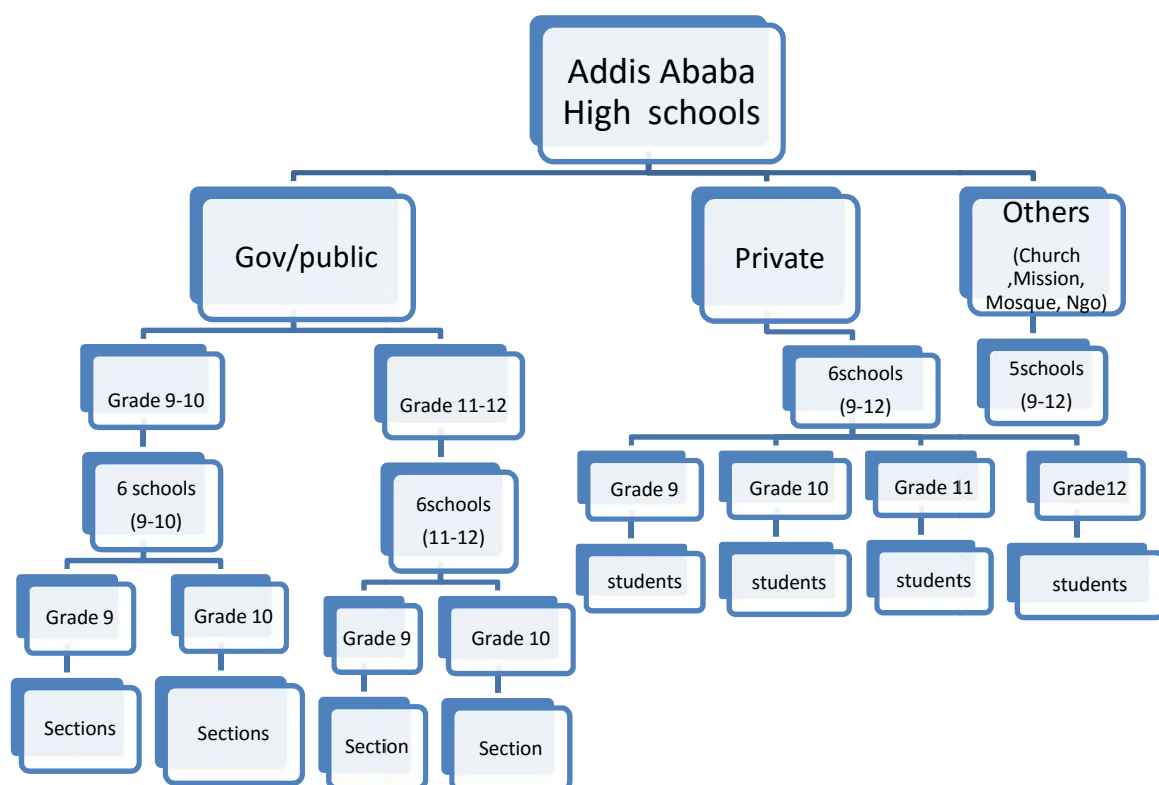 Addis Ababa
High schools
Gov/public
Private
Others
(Church
,Mission,
Mosque, Ngo)
Grade 9-10
Grade 11-12
6schools
(9-12)
5schools
(9-12)
6 schools
(9-10)
6schools
(11-12)
Grade 9
Grade 10
Grade 11
Grade12
students
students
students
students
Grade 9
Grade 10
Grade 9
Grade 10
Sections
Sections
Section
Section